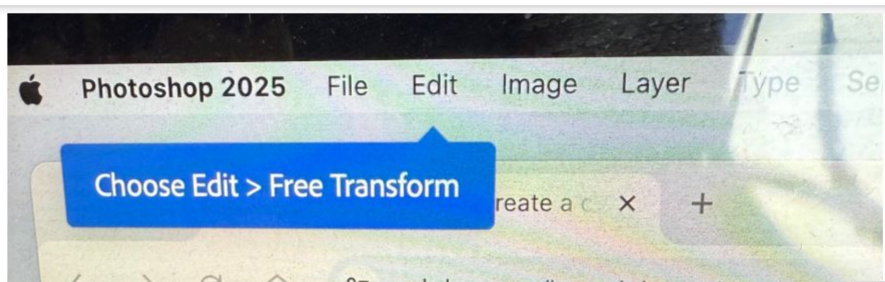 Photoshop 2025 File Edit Image Layer Type
Choose Edit > Free Transform
reate a c